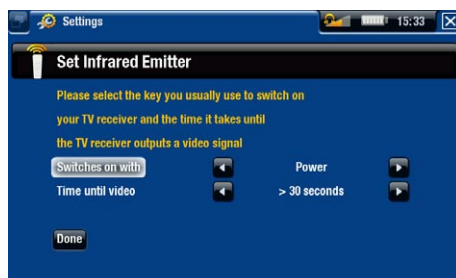 Settings
15:33
Set Infrared Emitter
Please select the key you usually use to switch on
your TV receiver and the time it takes until
the TV receiver outputs a video signal
Switches on with Power
Time until video > 30 seconds
Done